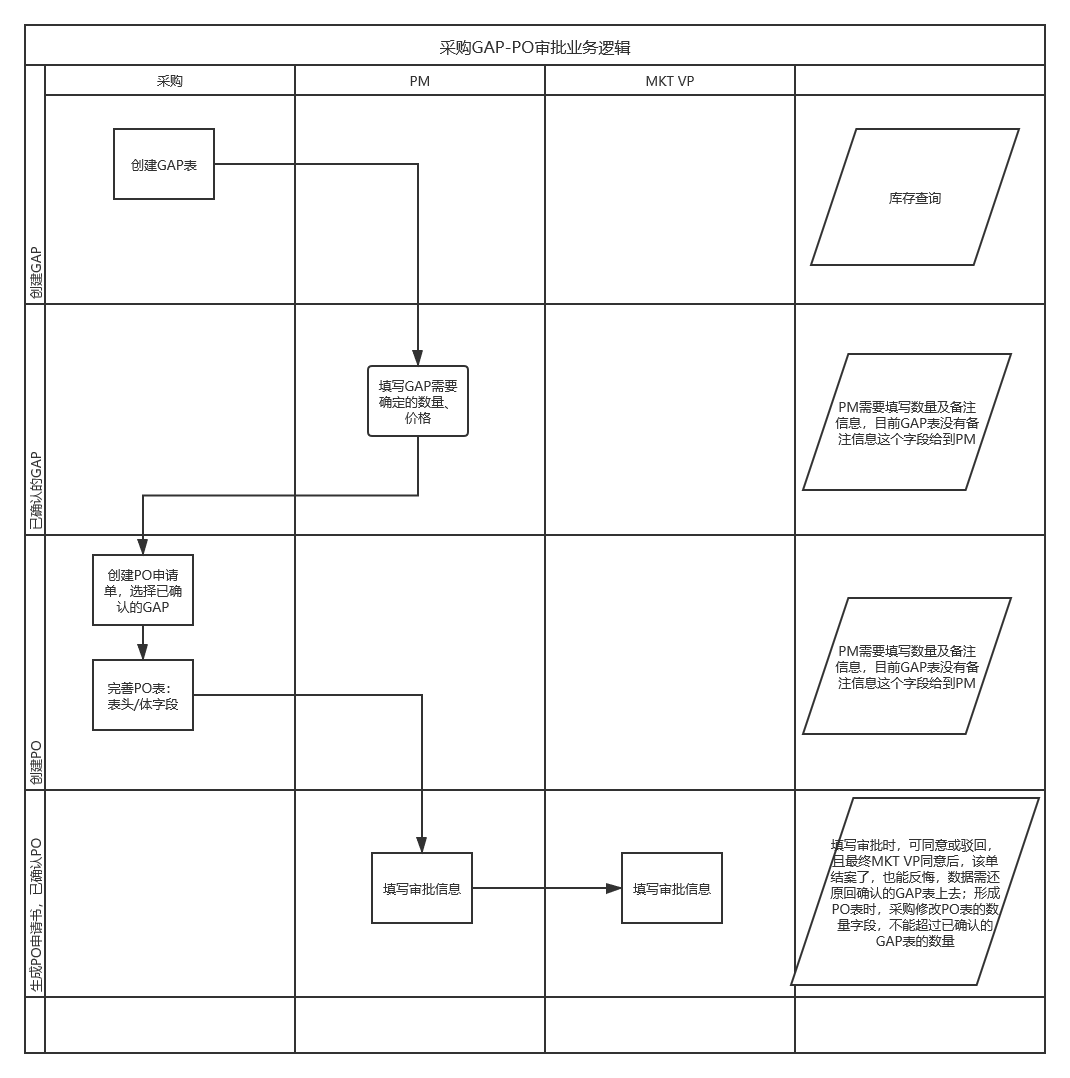 采购GAP-PO审批业务逻辑
采购
PM
MKT VP
创建GAP
创建GAP表
库存查询
已确认的GAP
填写GAP需要
确定的数量、
价格
PM需要填写数量及备注
信息，目前GAP表没有备
注信息这个字段给到PM
创建PO
创建PO申请
单，选择已确
认的GAP
完善PO表：
表头/体字段
PM需要填写数量及备注
信息，目前GAP表没有备
注信息这个字段给到PM
生成PO申请书，已确认PO
填写审批信息
填写审批信息
填写审批时，可同意或驳回，
且最终MKT VP同意后，该单
结案了，也能反悔，数据需还
原回确认的GAP表上去；形成
PO表时，采购修改PO表的数
量字段，不能超过已确认的
GAP表的数量